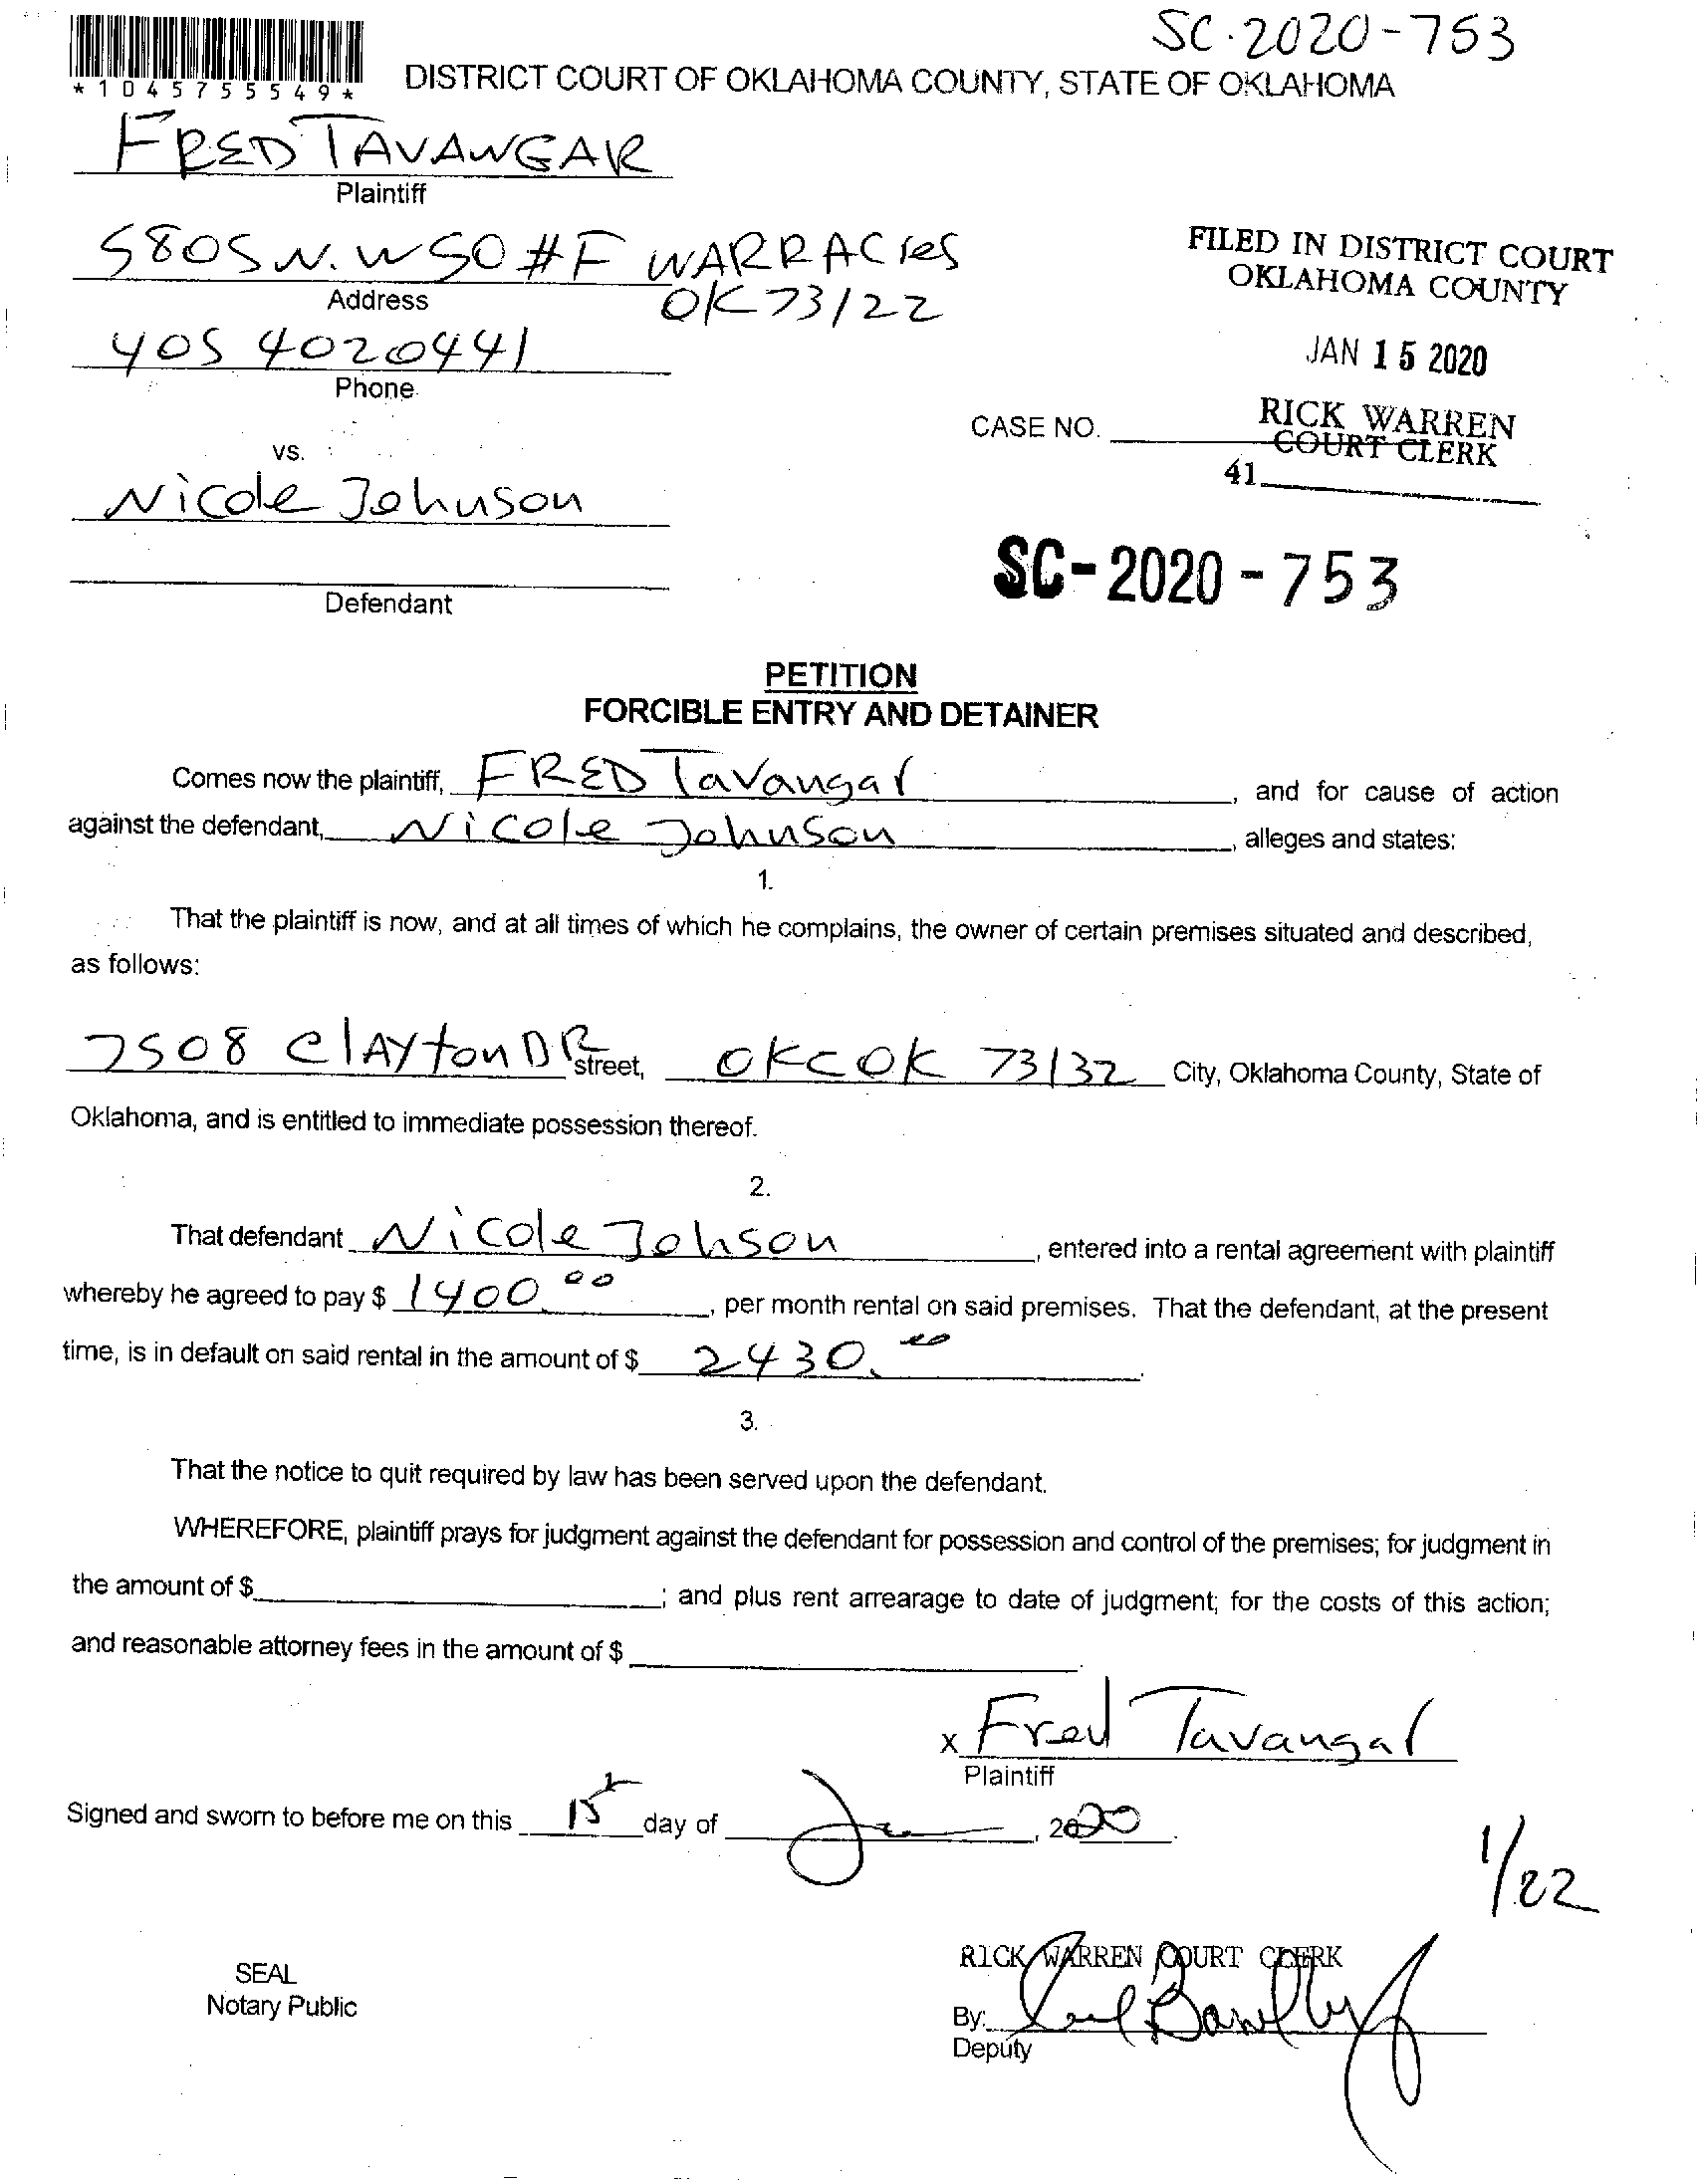 SC-2020-753
*1045755549*
DISTRICT COURT OF OKLAHOMA COUNTY, STATE OF OKLAHOMA
FRED TAVANGAR
Plaintiff
5805 N.W 50 #F WARR ACres
Address
OK 73122
405 4020441
Phone
FILED IN DISTRICT COURT
OKLAHOMA COUNTY
JAN 15 2020
RICK WARREN
COURT CLERK
41
CASE NO.
vs.
Nicole Johnson
Defendant
SC-2020-753
PETITION
FORCIBLE ENTRY AND DETAINER
Comes now the plaintiff, FRED Tavangar, and for cause of action
against the defendant, Nicole Johnson, alleges and states:
1.
That the plaintiff is now, and at all times of which he complains, the owner of certain premises situated and described,
as follows:
7508 ClAYton DR street, OKC OK 73132 City, Oklahoma County, State of
Oklahoma, and is entitled to immediate possession thereof.
2.
That defendant Nicole Johson, entered into a rental agreement with plaintiff
whereby he agreed to pay $ 1400.00, per month rental on said premises. That the defendant, at the present
time, is in default on said rental in the amount of $ 2430.00.
3.
That the notice to quit required by law has been served upon the defendant.
WHEREFORE, plaintiff prays for judgment against the defendant for possession and control of the premises; for judgment in
the amount of $ ; and plus rent arrearage to date of judgment; for the costs of this action;
and reasonable attorney fees in the amount of $ .
x Fred Tavangar
Plaintiff
Signed and sworn to before me on this 15 day of Jan, 2020.
1/22
SEAL
Notary Public
RICK WARREN COURT CLERK
By:
Deputy